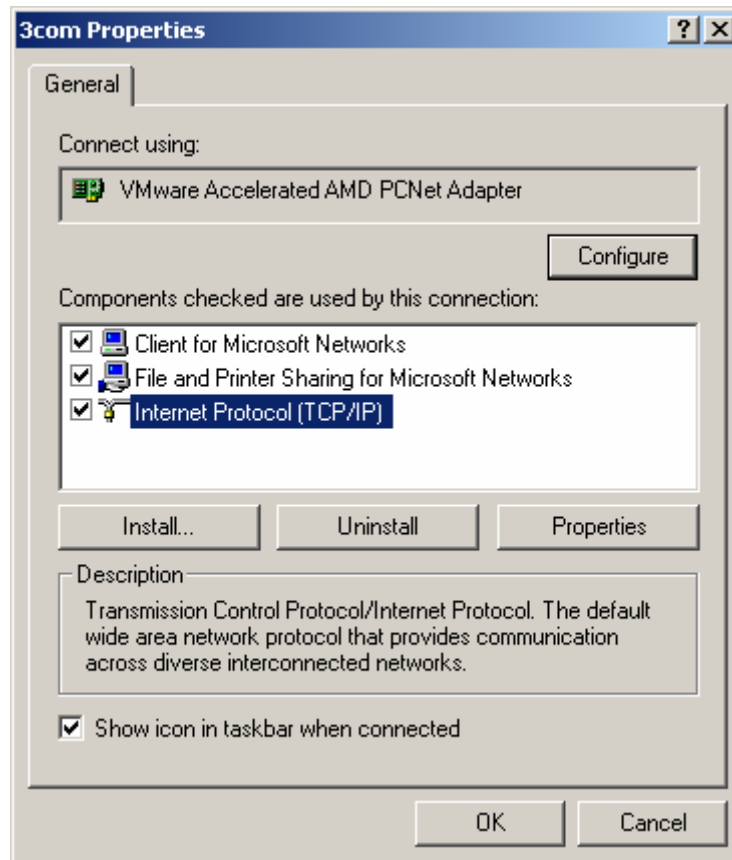 3com Properties
General
Connect using:
VMware Accelerated AMD PCNet Adapter
Configure
Components checked are used by this connection:
Client for Microsoft Networks
File and Printer Sharing for Microsoft Networks
Internet Protocol (TCP/IP)
Install...
Uninstall
Properties
Description
Transmission Control Protocol/Internet Protocol. The default
wide area network protocol that provides communication
across diverse interconnected networks.
Show icon in taskbar when connected
OK
Cancel